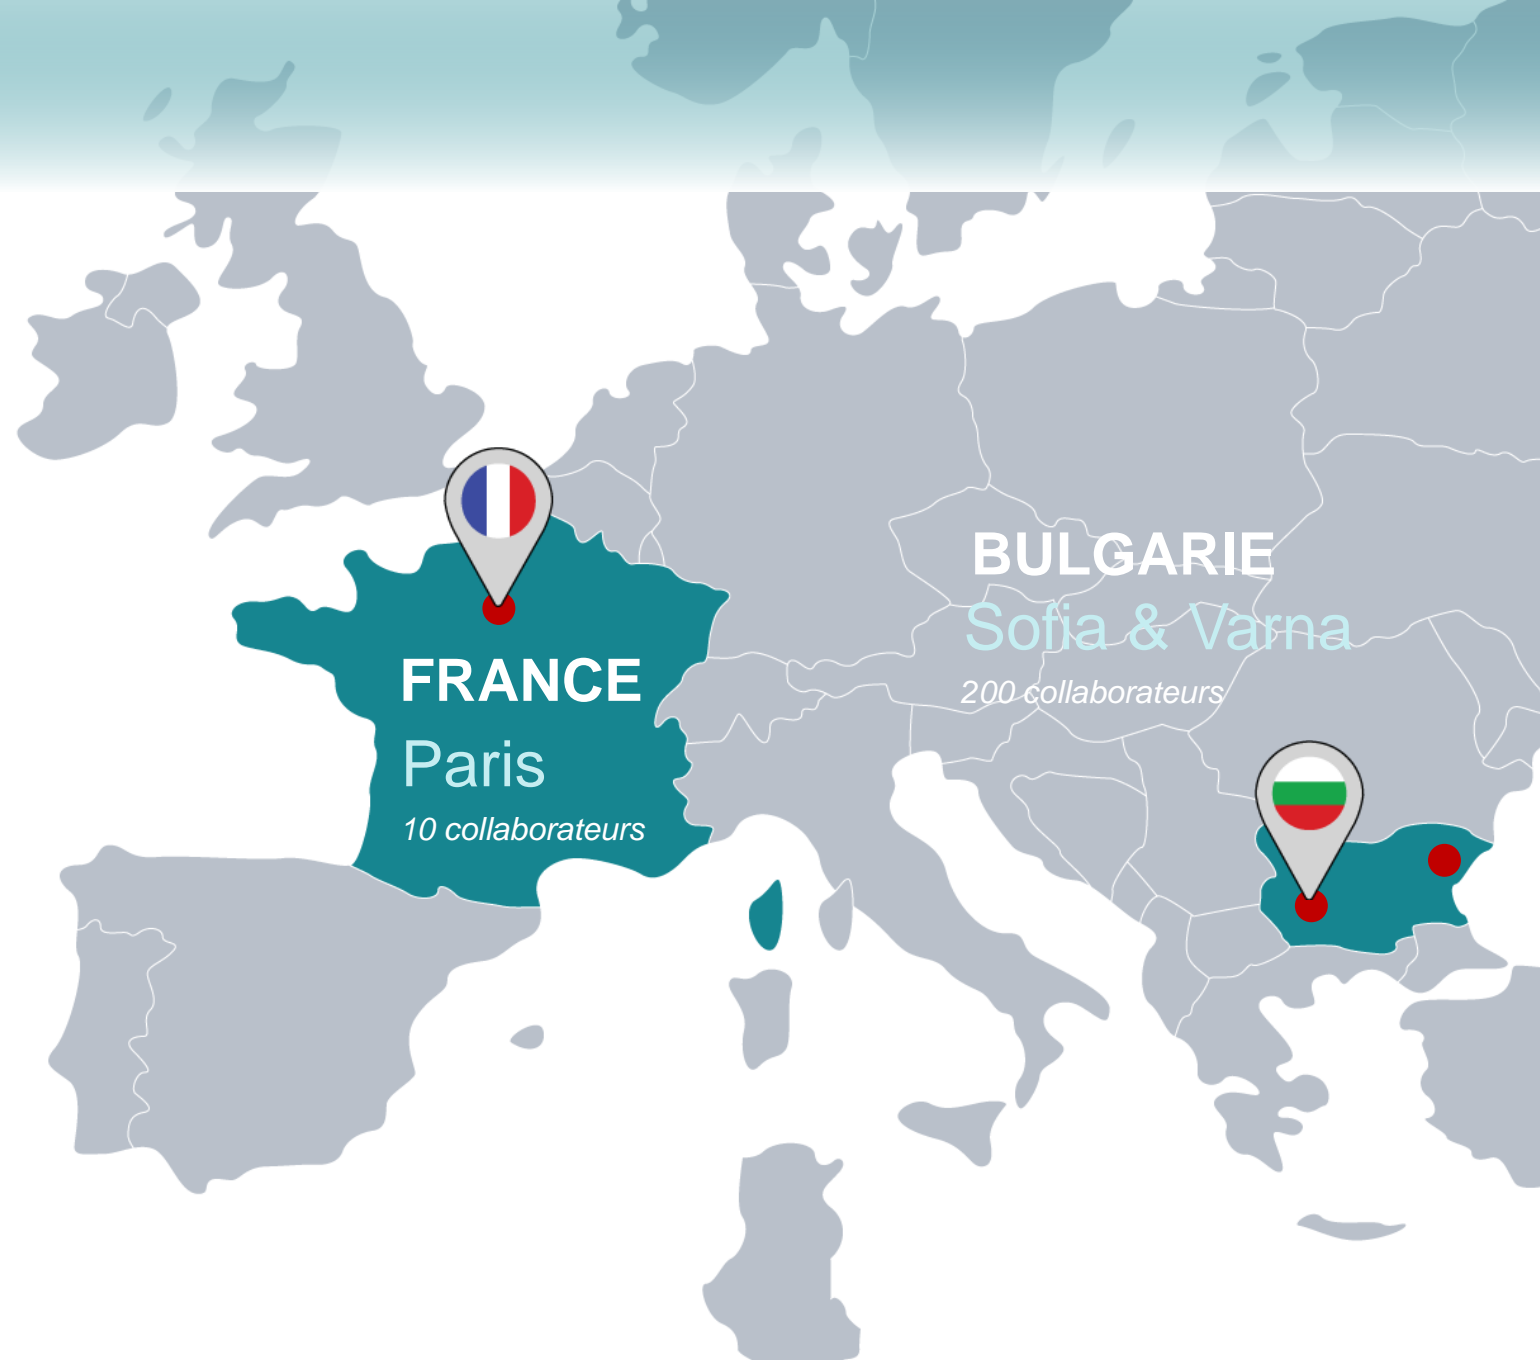 FRANCE
Paris
10 collaborateurs
BULGARIE
Sofia & Varna
200 collaborateurs